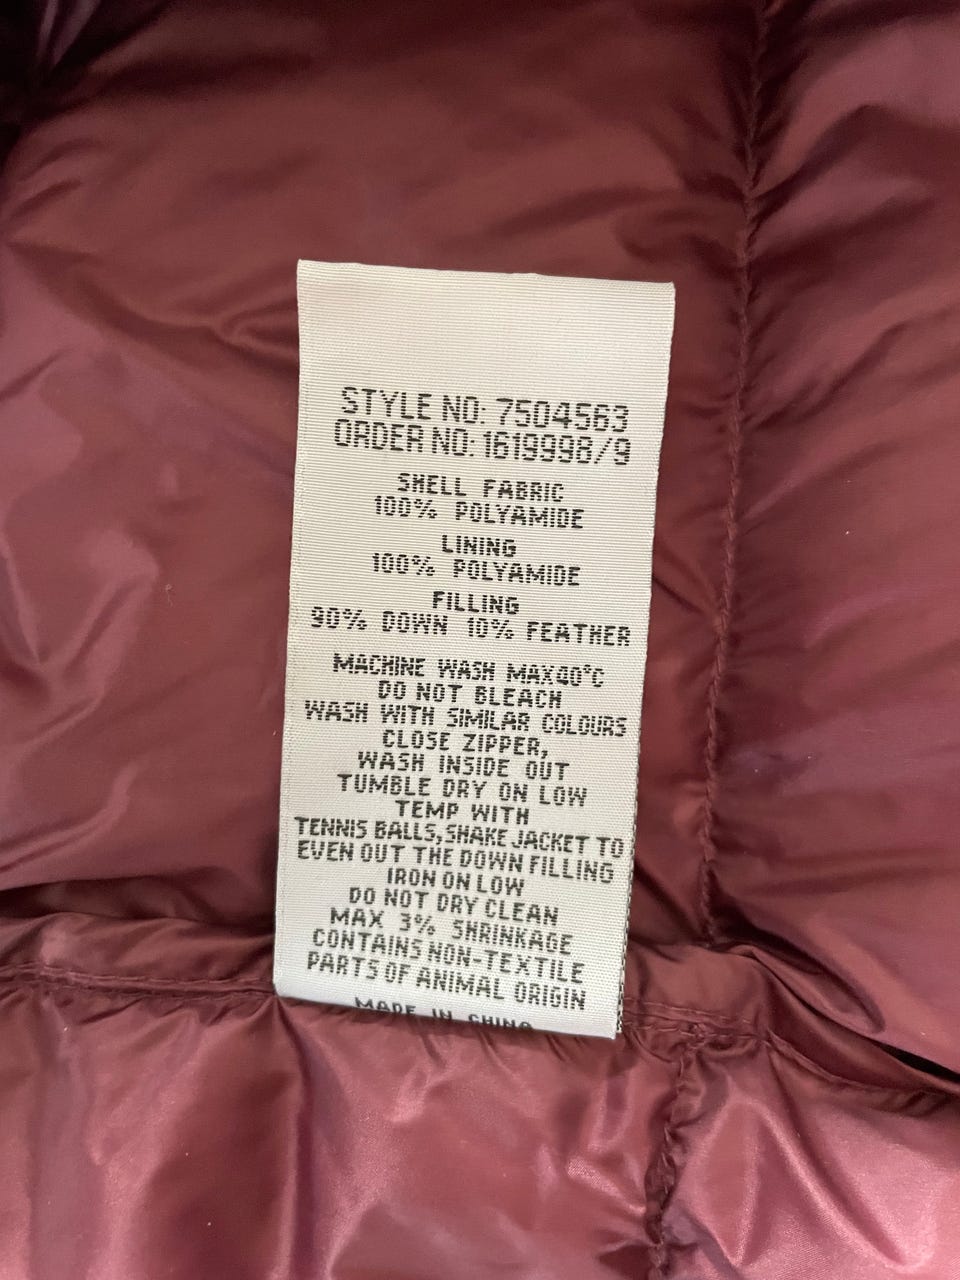 STYLE NO: 7504563
ORDER NO: 1619998/9
SHELL FABRIC
100% POLYAMIDE
LINING
100% POLYAMIDE
FILLING
90% DOWN 10% FEATHER
MACHINE WASH MAX40°C
DO NOT BLEACH
WASH WITH SIMILAR COLOURS
CLOSE ZIPPER,
WASH INSIDE OUT
TUMBLE DRY ON LOW
TEMP WITH
TENNIS BALLS,SHAKE JACKET TO
EVEN OUT THE DOWN FILLING
IRON ON LOW
DO NOT DRY CLEAN
MAX 3% SHRINKAGE
CONTAINS NON-TEXTILE
PARTS OF ANIMAL ORIGIN
MADE IN CHINA